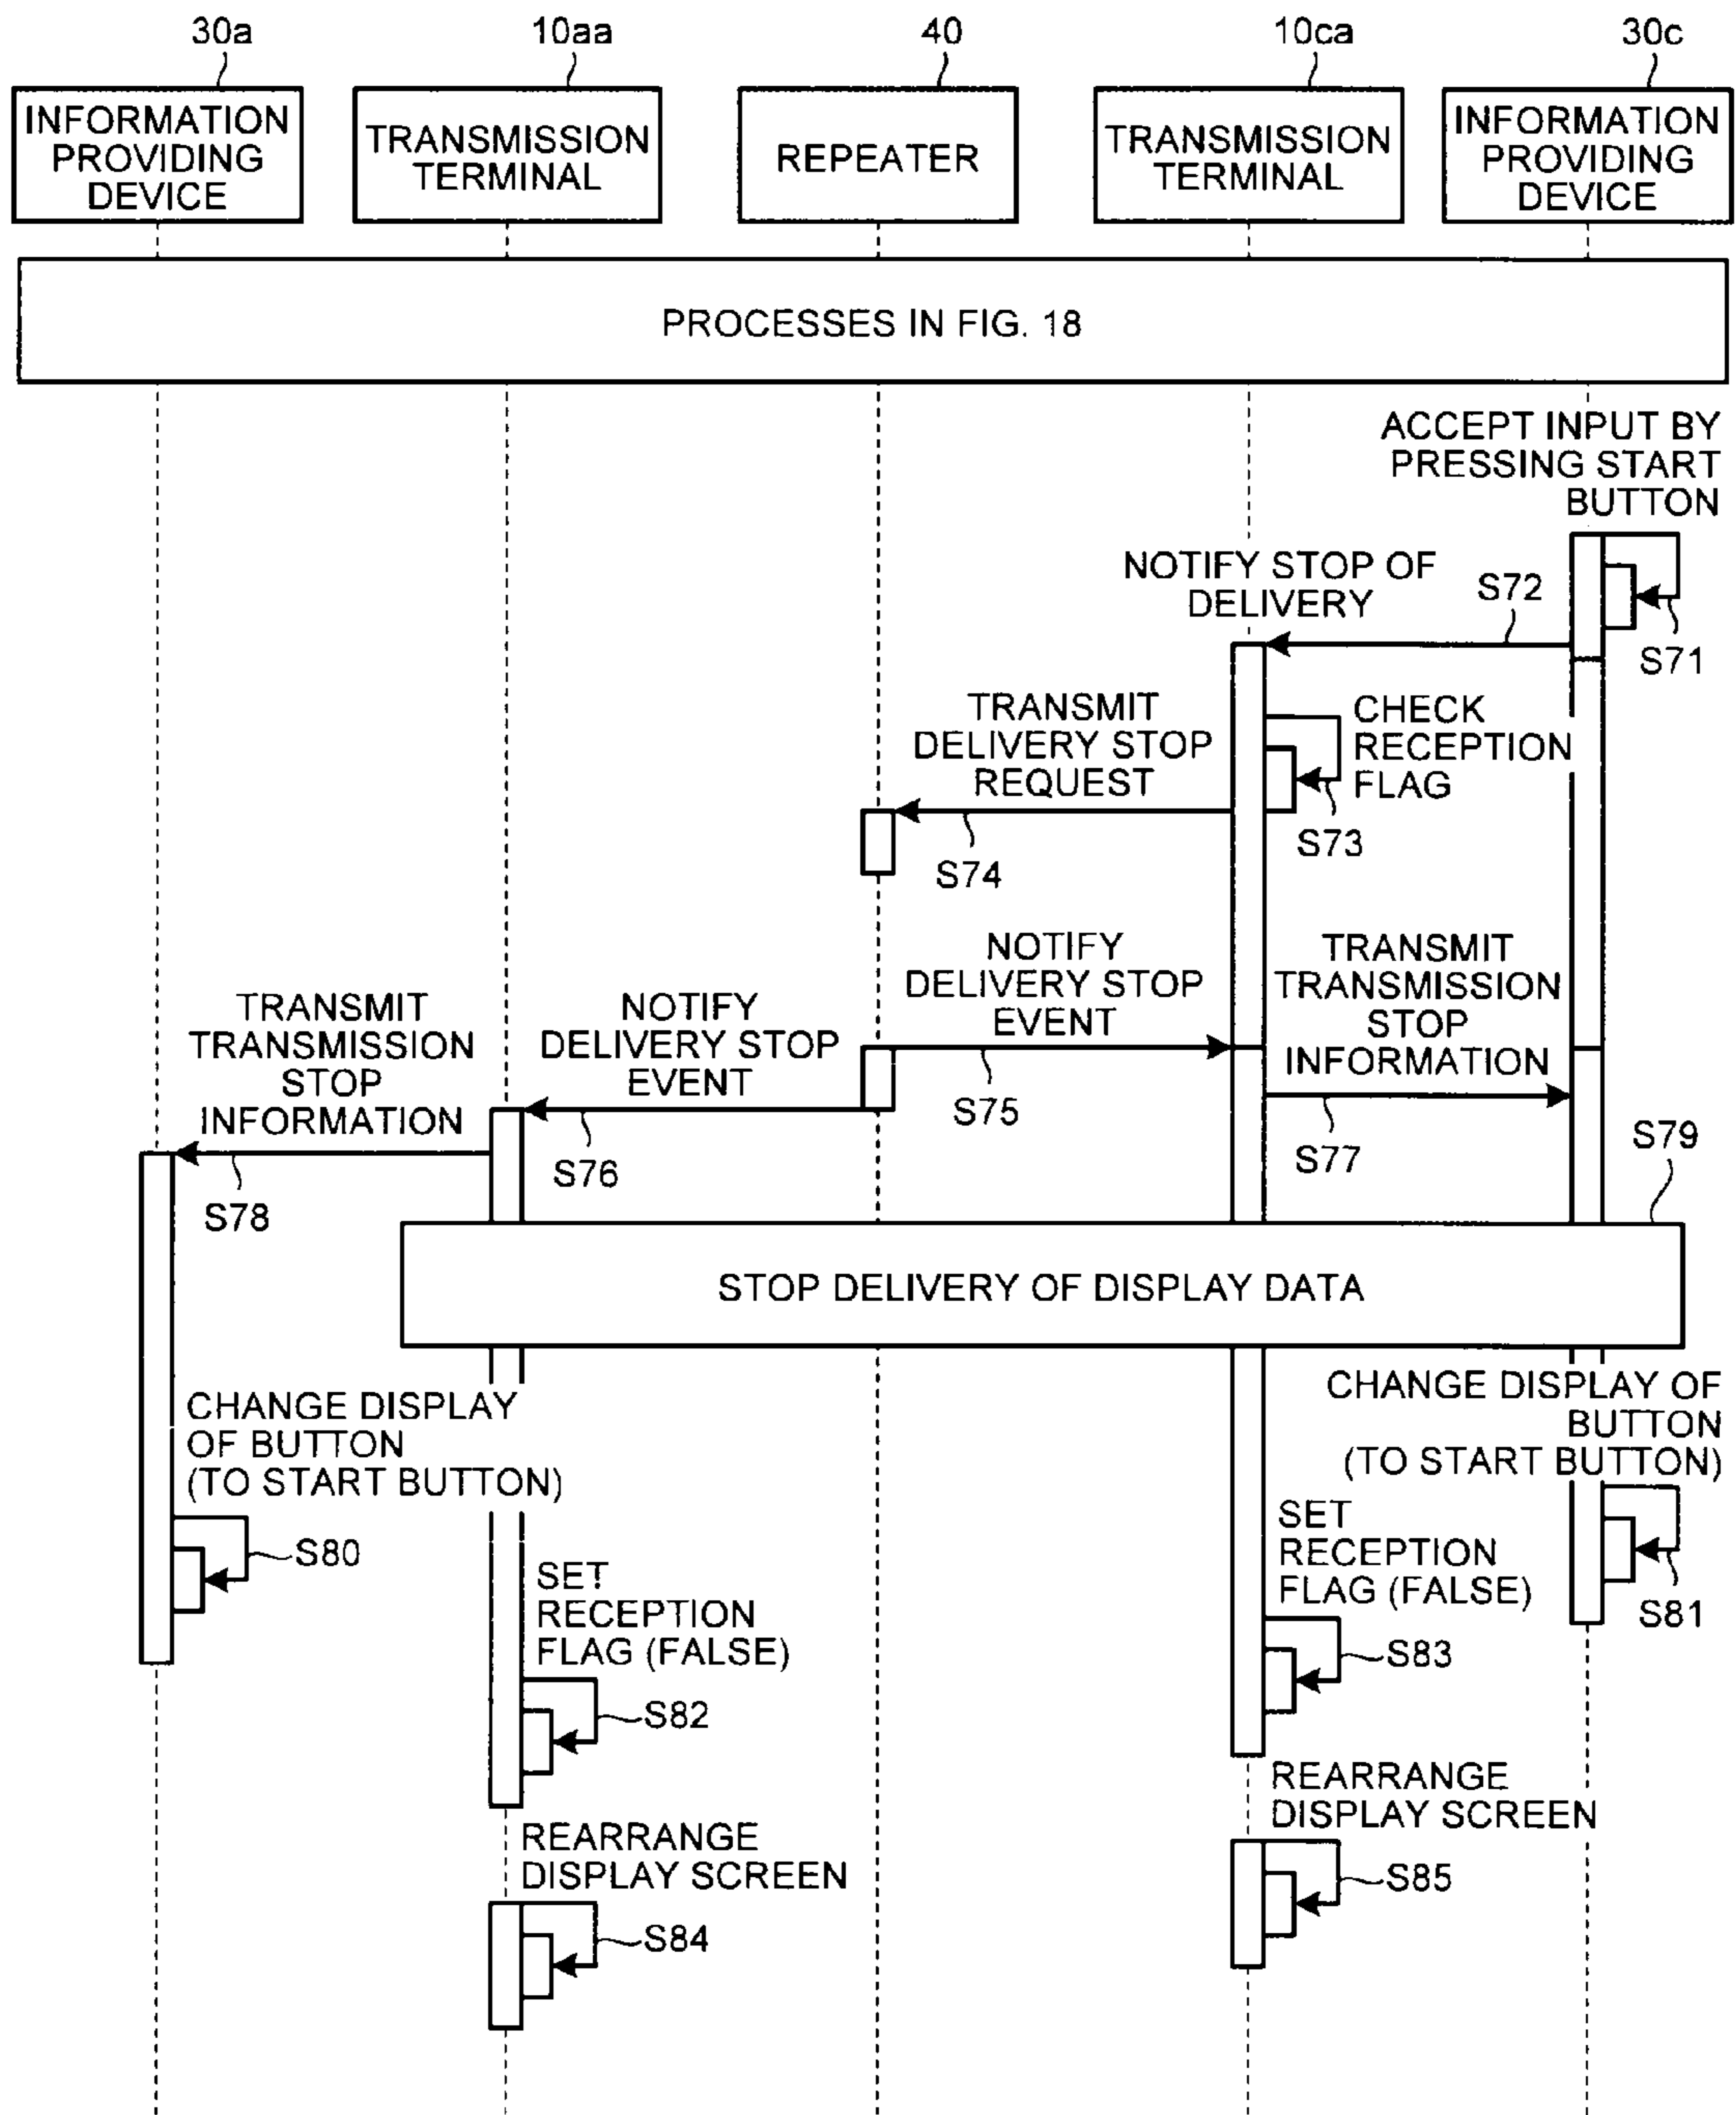 30a
10aa
40
10ca
30c
INFORMATION
PROVIDING
DEVICE
TRANSMISSION
TERMINAL
REPEATER
TRANSMISSION
TERMINAL
INFORMATION
PROVIDING
DEVICE
PROCESSES IN FIG. 18
ACCEPT INPUT BY
PRESSING START
BUTTON
S71
NOTIFY STOP OF
DELIVERY
S72
CHECK
RECEPTION
FLAG
S73
TRANSMIT
DELIVERY STOP
REQUEST
S74
NOTIFY
DELIVERY STOP
EVENT
S75
NOTIFY
DELIVERY STOP
EVENT
S76
TRANSMIT
TRANSMISSION
STOP
INFORMATION
S77
TRANSMIT
TRANSMISSION
STOP
INFORMATION
S78
S79
STOP DELIVERY OF DISPLAY DATA
CHANGE DISPLAY
OF BUTTON
(TO START BUTTON)
S80
CHANGE DISPLAY OF
BUTTON
(TO START BUTTON)
S81
SET
RECEPTION
FLAG (FALSE)
S82
SET
RECEPTION
FLAG (FALSE)
S83
REARRANGE
DISPLAY SCREEN
S84
REARRANGE
DISPLAY SCREEN
S85